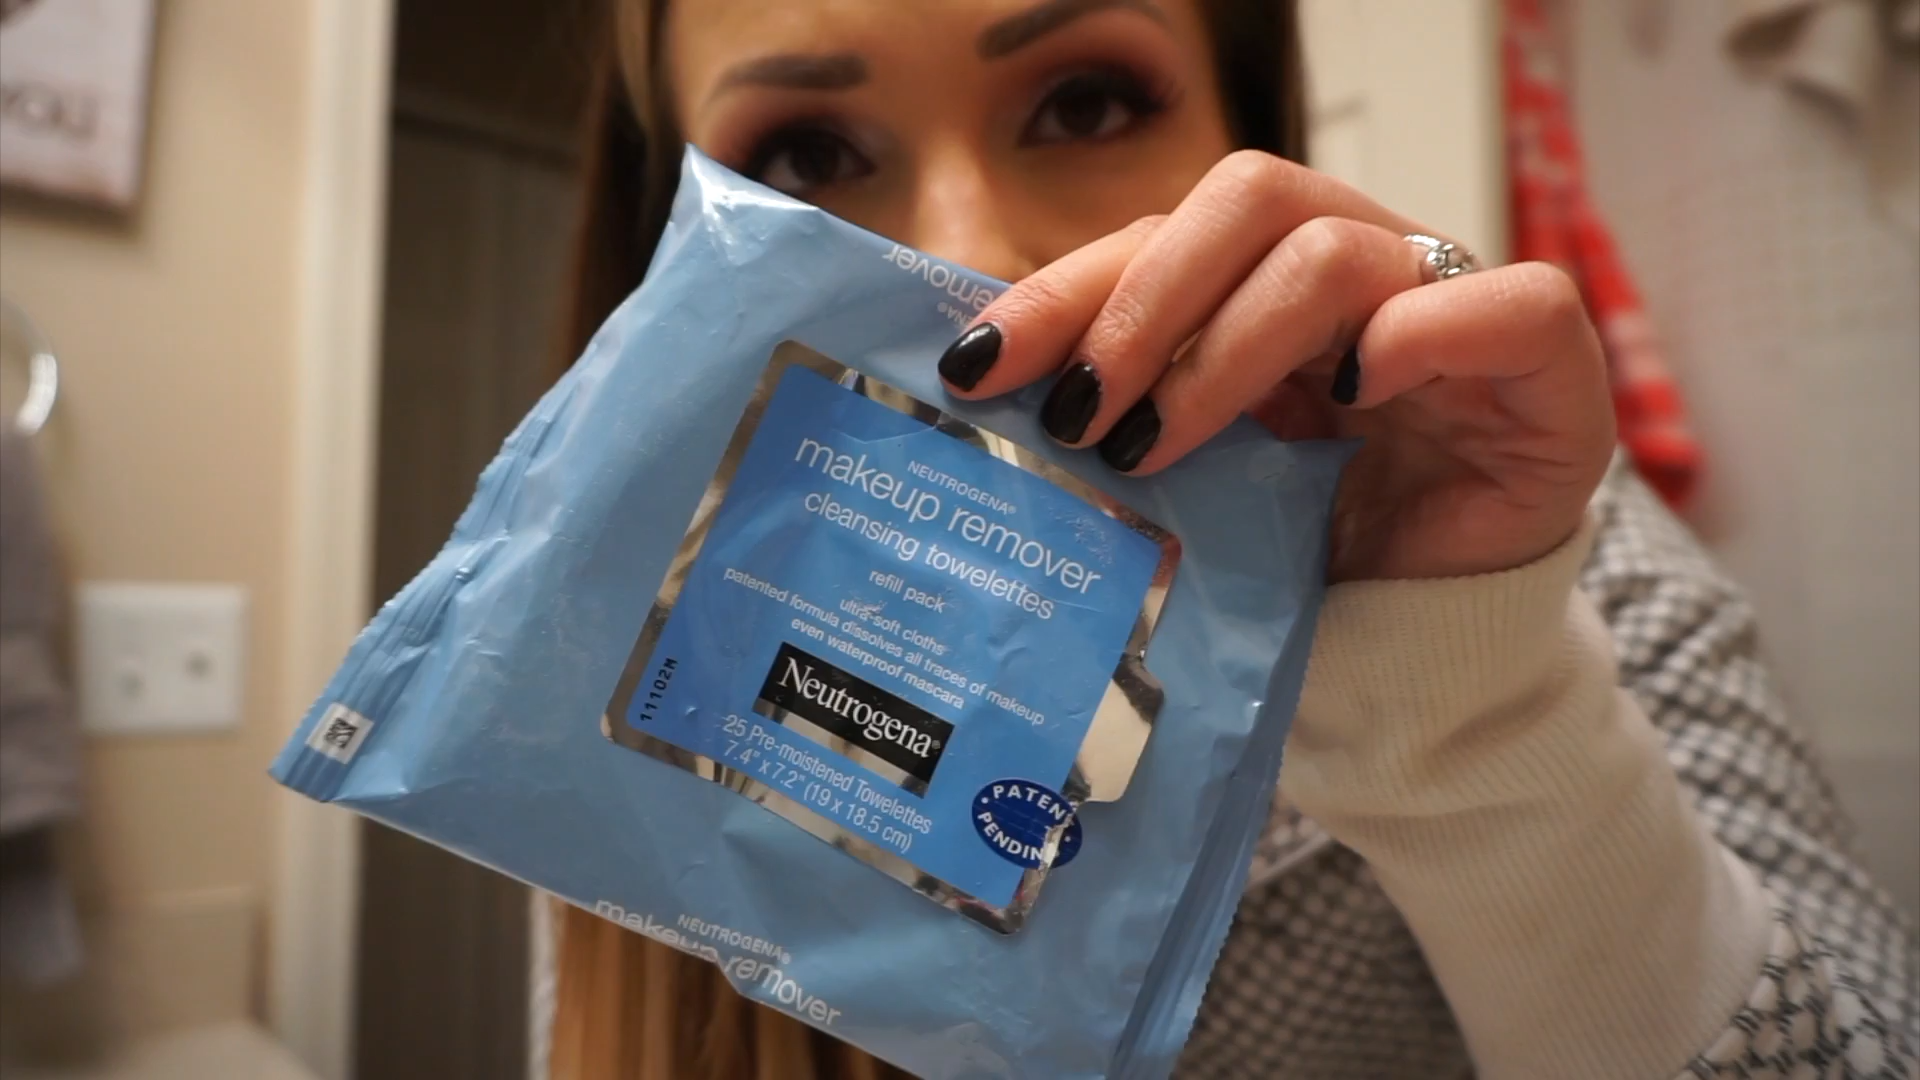 YOU
remover
NEUTROGENA®
makeup remover
cleansing towelettes
refill pack
ultra-soft cloths
patented formula dissolves all traces of makeup
even waterproof mascara
Neutrogena®
25 Pre-moistened Towelettes
7.4" x 7.2" (19 x 18.5 cm)
11102M
PATENT
PENDING
NEUTROGENA®
makeup remover